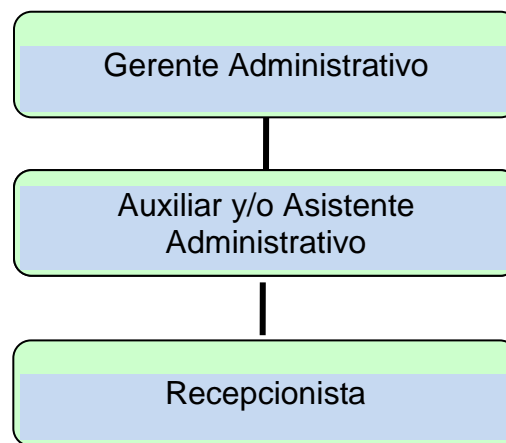 Gerente Administrativo
Auxiliar y/o Asistente
Administrativo
Recepcionista